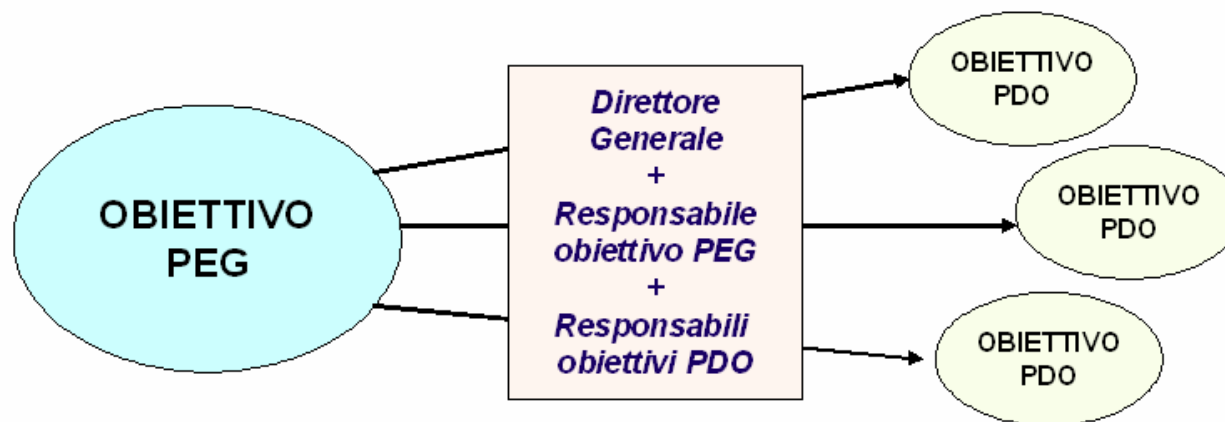 OBIETTIVO
PEG
Direttore
Generale
+
Responsabile
obiettivo PEG
+
Responsabili
obiettivi PDO
OBIETTIVO
PDO
OBIETTIVO
PDO
OBIETTIVO
PDO